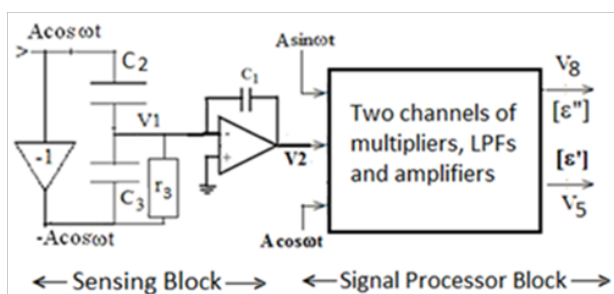 Acosωt
C2
-1
V1
C3
r3
-Acosωt
C1
-
+
V2
Asinωt
Acosωt
Two channels of
multipliers, LPFs
and amplifiers
V8
[ε"]
[ε']
V5
Sensing Block
Signal Processor Block